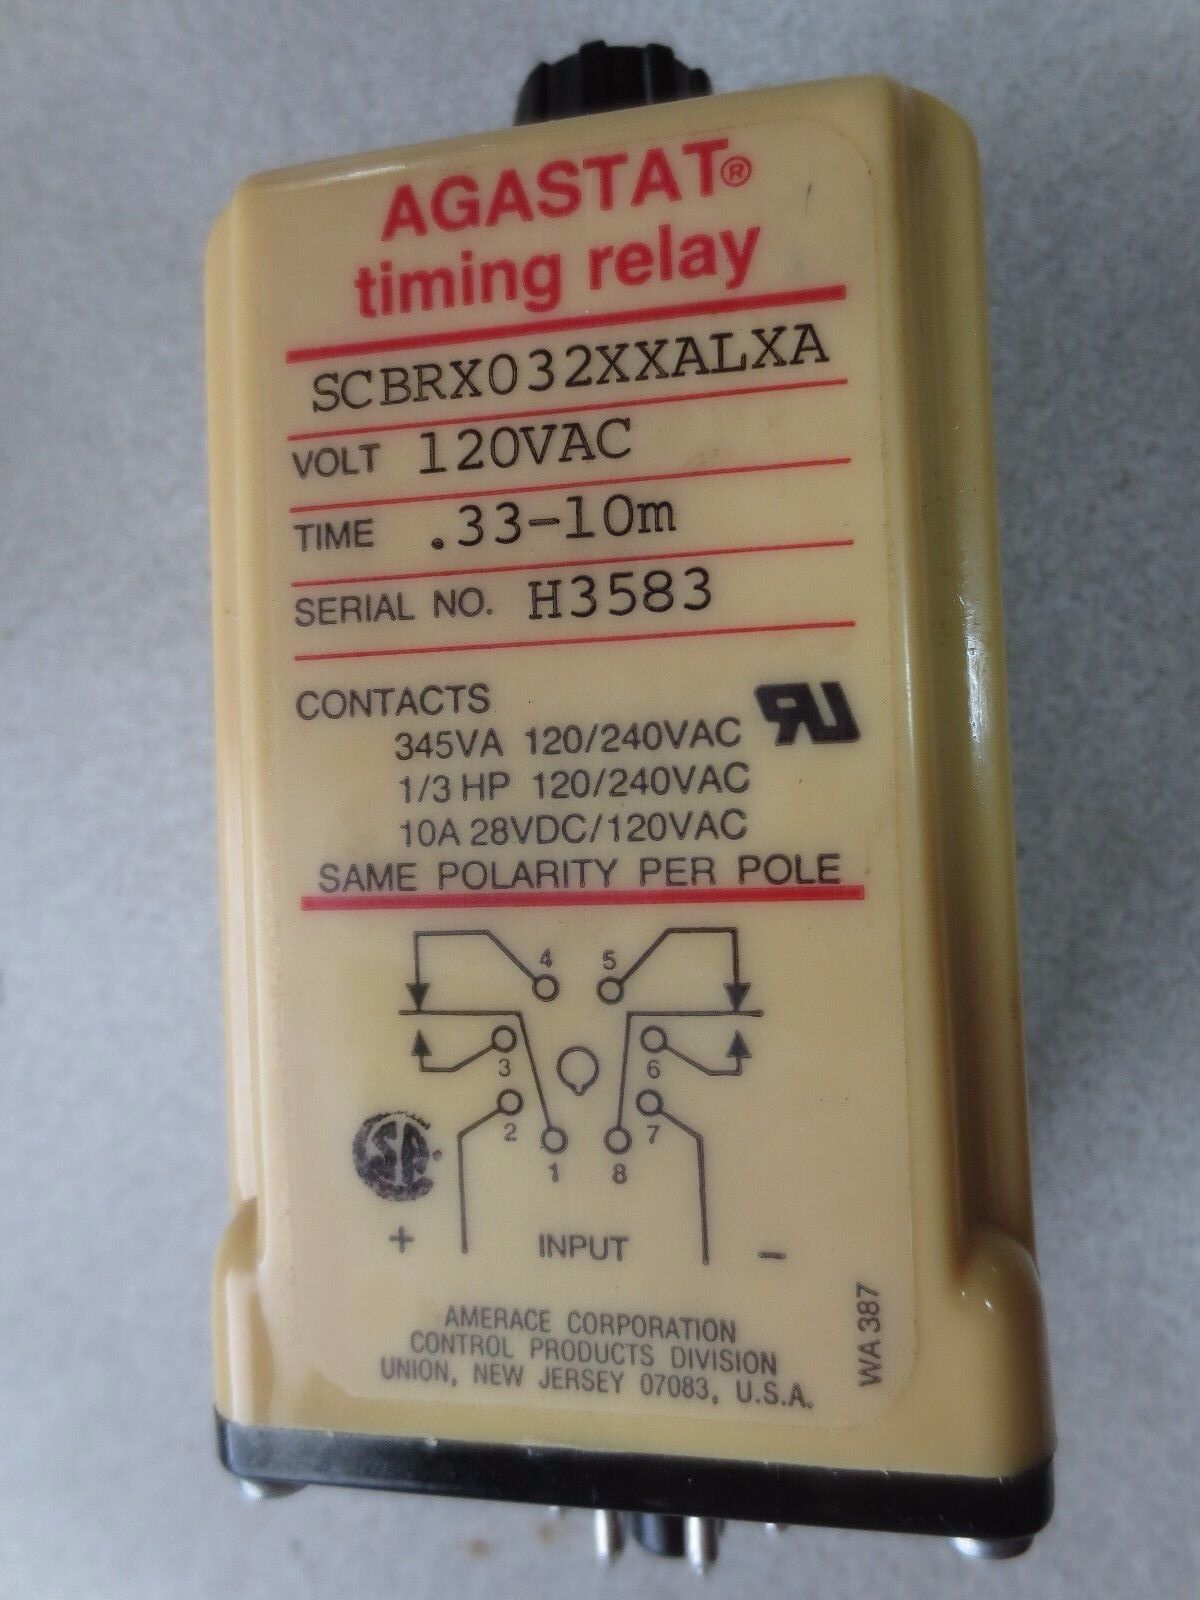 AGASTAT®
timing relay
SCBRX032XXALXA
VOLT 120VAC
TIME .33-10m
SERIAL NO. H3583
CONTACTS
345VA 120/240VAC
1/3 HP 120/240VAC
10A 28VDC/120VAC
SAME POLARITY PER POLE
4 5
3 6
2 7
1 8
+ INPUT -
SA
AMERACE CORPORATION
CONTROL PRODUCTS DIVISION
UNION, NEW JERSEY 07083, U.S.A.
WA 387